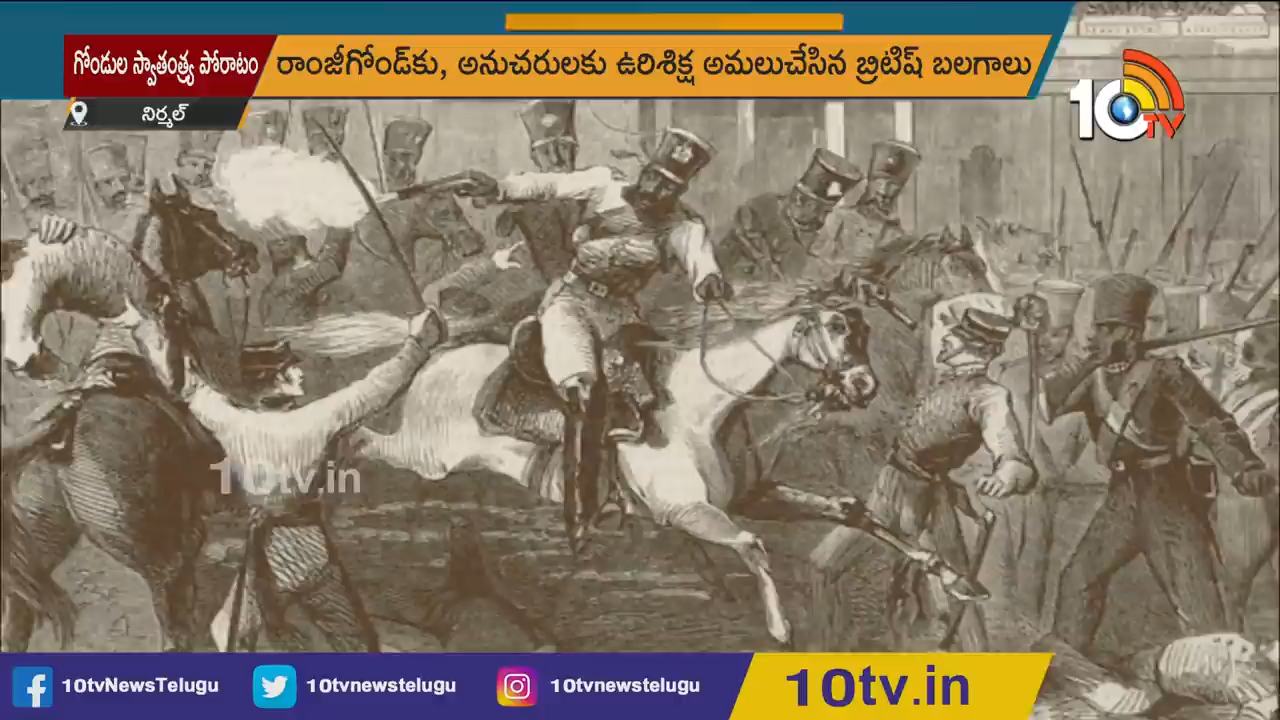 గోండుల స్వాతంత్ర్య పోరాటం
రాంజీగోండ్‌కు, అనుచరులకు ఉరిశిక్ష అమలుచేసిన బ్రిటిష్ బలగాలు
నిర్మల్
10TV
10tv.in
10tvNewsTelugu
10tvnewstelugu
10tvnewstelugu
10tv.in